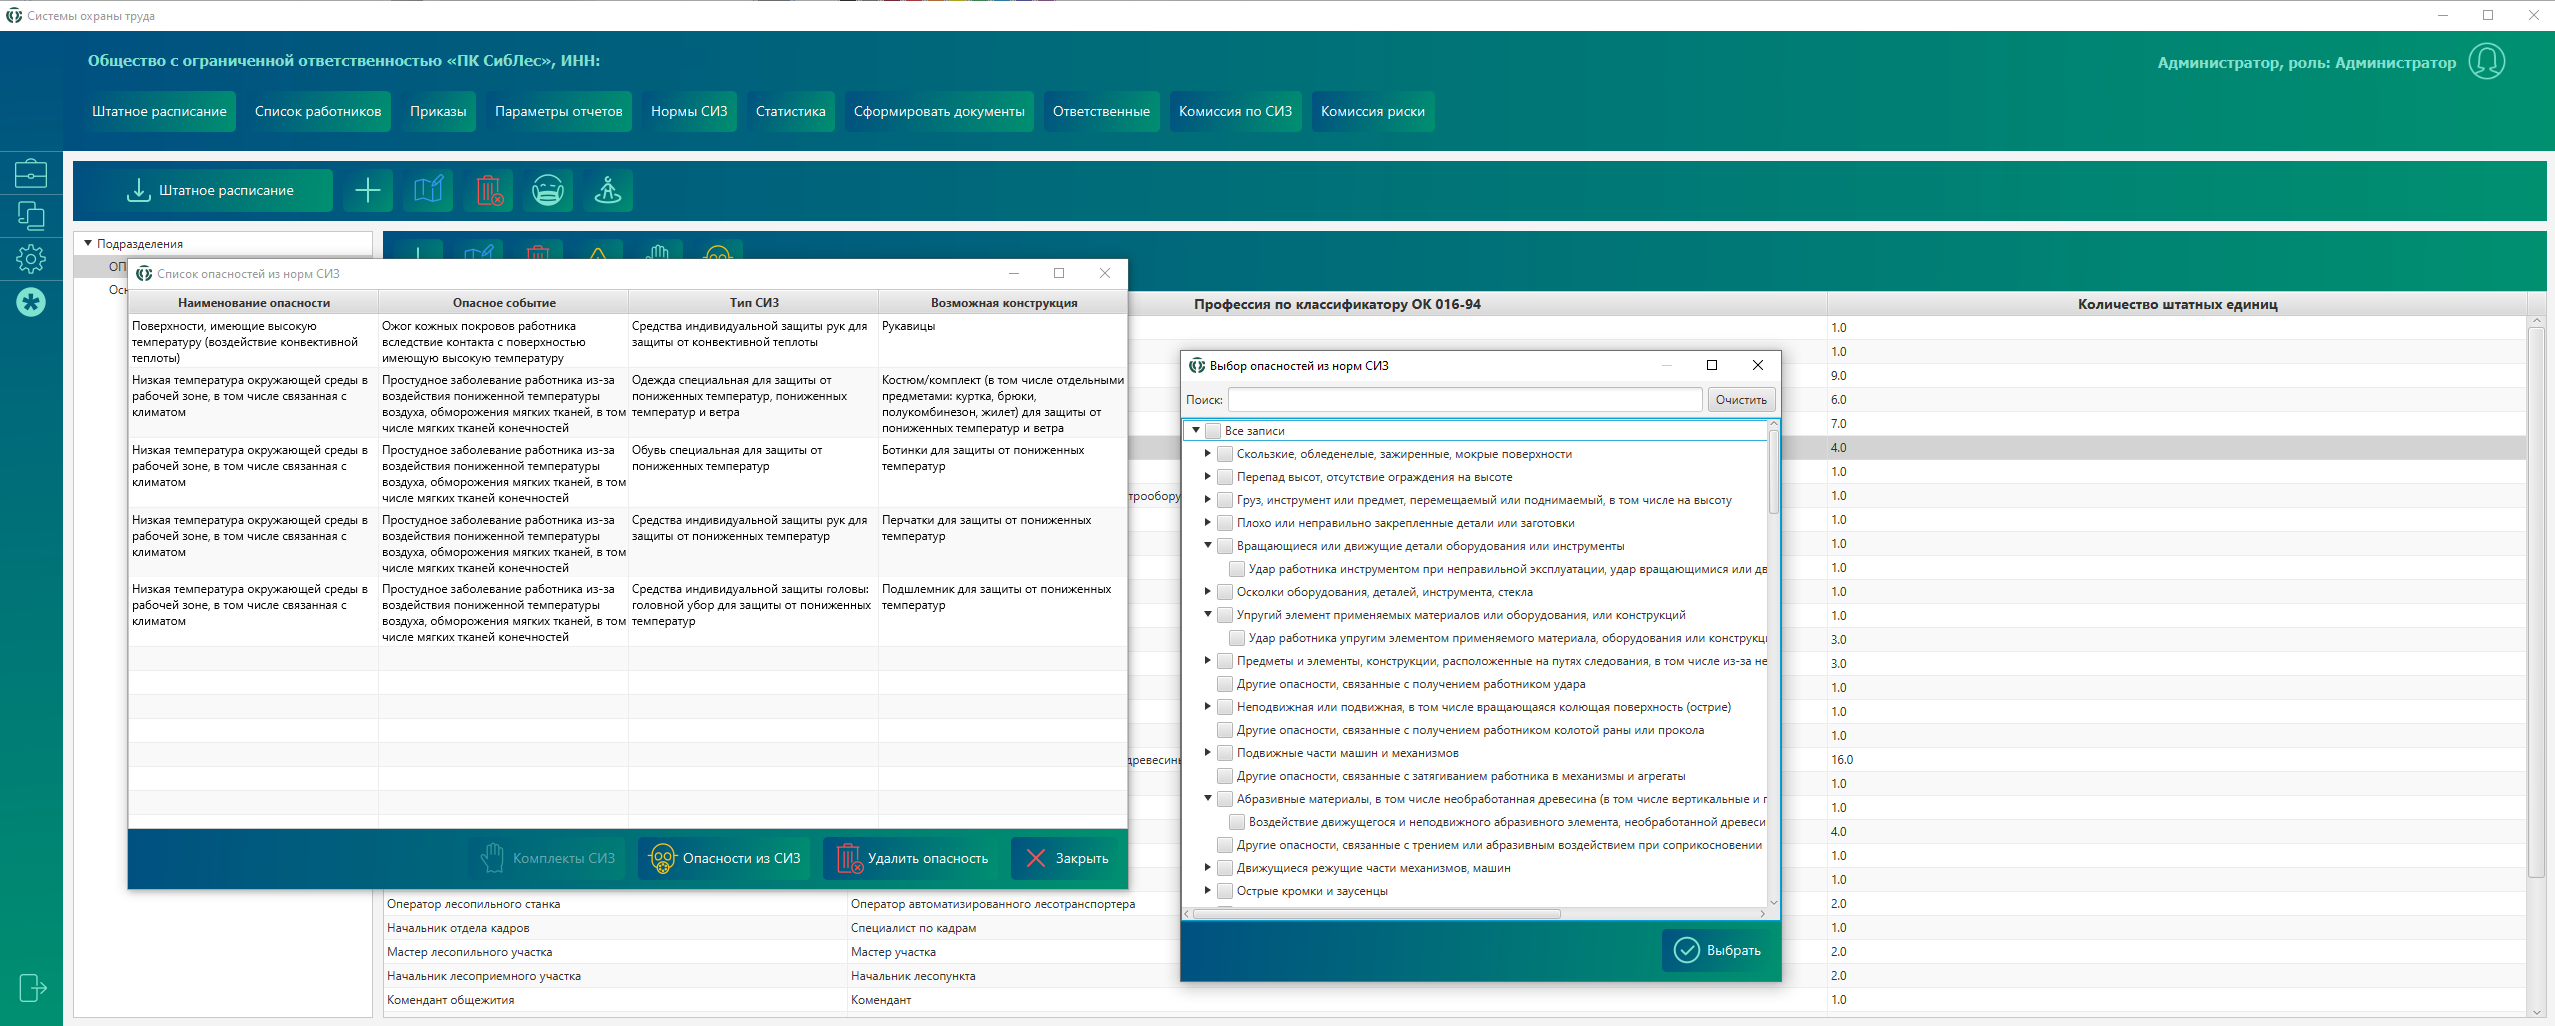 Системы охраны труда
Общество с ограниченной ответственностью «ПК СибЛес», ИНН:
Администратор, роль: Администратор
Штатное расписание
Список работников
Приказы
Параметры отчетов
Нормы СИЗ
Статистика
Сформировать документы
Ответственные
Комиссия по СИЗ
Комиссия риски
Штатное расписание
Подразделения
Список опасностей из норм СИЗ
Наименование опасности
Опасное событие
Тип СИЗ
Возможная конструкция
Поверхности, имеющие высокую
температуру (воздействие конвективной
теплоты)
Ожог кожных покровов работника
вследствие контакта с поверхностью
имеющую высокую температуру
Средства индивидуальной защиты рук для
защиты от конвективной теплоты
Рукавицы
Низкая температура окружающей среды в
рабочей зоне, в том числе связанная с
климатом
Простудное заболевание работника из-за
воздействия пониженной температуры
воздуха, обморожения мягких тканей, в том
числе мягких тканей конечностей
Одежда специальная для защиты от
пониженных температур, пониженных
температур и ветра
Костюм/комплект (в том числе отдельными
предметами: куртка, брюки,
полукомбинезон, жилет) для защиты от
пониженных температур и ветра
Низкая температура окружающей среды в
рабочей зоне, в том числе связанная с
климатом
Простудное заболевание работника из-за
воздействия пониженной температуры
воздуха, обморожения мягких тканей, в том
числе мягких тканей конечностей
Обувь специальная для защиты от
пониженных температур
Ботинки для защиты от пониженных
температур
Низкая температура окружающей среды в
рабочей зоне, в том числе связанная с
климатом
Простудное заболевание работника из-за
воздействия пониженной температуры
воздуха, обморожения мягких тканей, в том
числе мягких тканей конечностей
Средства индивидуальной защиты рук для
защиты от пониженных температур
Перчатки для защиты от пониженных
температур
Низкая температура окружающей среды в
рабочей зоне, в том числе связанная с
климатом
Простудное заболевание работника из-за
воздействия пониженной температуры
воздуха, обморожения мягких тканей, в том
числе мягких тканей конечностей
Средства индивидуальной защиты головы:
головной убор для защиты от пониженных
температур
Подшлемник для защиты от пониженных
температур
Комплекты СИЗ
Опасности из СИЗ
Удалить опасность
Закрыть
Профессия по классификатору ОК 016-94
Количество штатных единиц
1.0
1.0
9.0
6.0
7.0
4.0
1.0
1.0
1.0
1.0
1.0
1.0
1.0
3.0
3.0
1.0
1.0
1.0
16.0
1.0
1.0
4.0
1.0
1.0
Оператор лесопильного станка
Оператор автоматизированного лесотранспортера
2.0
Начальник отдела кадров
Специалист по кадрам
1.0
Мастер лесопильного участка
Мастер участка
2.0
Начальник лесоприемного участка
Начальник лесопункта
2.0
Комендант общежития
Комендант
1.0
Выбор опасностей из норм СИЗ
Поиск:
Очистить
Все записи
Скользкие, обледенелые, зажиренные, мокрые поверхности
Перепад высот, отсутствие ограждения на высоте
Груз, инструмент или предмет, перемещаемый или поднимаемый, в том числе на высоту
Плохо или неправильно закрепленные детали или заготовки
Вращающиеся или движущие детали оборудования или инструменты
Удар работника инструментом при неправильной эксплуатации, удар вращающимися или дв
Осколки оборудования, деталей, инструмента, стекла
Упругий элемент применяемых материалов или оборудования, или конструкций
Удар работника упругим элементом применяемого материала, оборудования или конструкц
Предметы и элементы, конструкции, расположенные на путях следования, в том числе из-за не
Другие опасности, связанные с получением работником удара
Неподвижная или подвижная, в том числе вращающаяся колющая поверхность (острие)
Другие опасности, связанные с получением работником колотой раны или прокола
Подвижные части машин и механизмов
Другие опасности, связанные с затягиванием работника в механизмы и агрегаты
Абразивные материалы, в том числе необработанная древесина (в том числе вертикальные и г
Воздействие движущегося и неподвижного абразивного элемента, необработанной древеси
Другие опасности, связанные с трением или абразивным воздействием при соприкосновении
Движущиеся режущие части механизмов, машин
Острые кромки и заусенцы
Выбрать